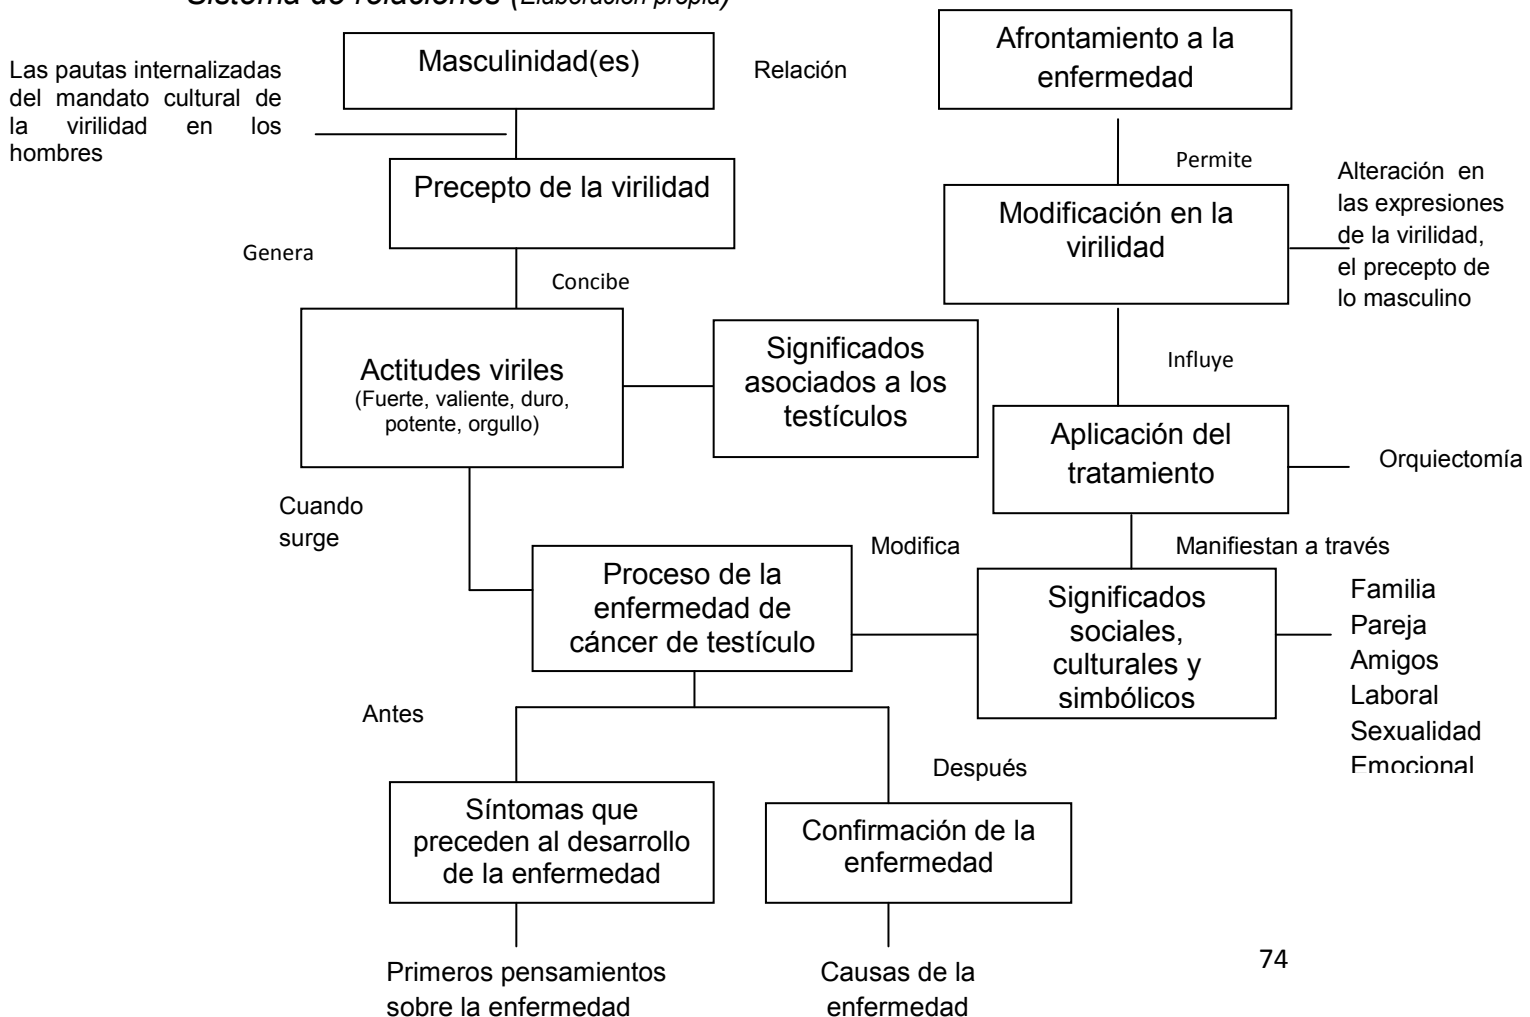 Sistema de relaciones (Elaboración propia)
Masculinidad(es)
Relación
Afrontamiento a la
enfermedad
Las pautas internalizadas
del mandato cultural de
la virilidad en los
hombres
Precepto de la virilidad
Permite
Modificación en la
virilidad
Alteración en
las expresiones
de la virilidad,
el precepto de
lo masculino
Genera
Concibe
Actitudes viriles
(Fuerte, valiente, duro,
potente, orgullo)
Significados
asociados a los
testículos
Influye
Aplicación del
tratamiento
Orquiectomía
Cuando
surge
Proceso de la
enfermedad de
cáncer de testículo
Modifica
Manifiestan a través
Significados
sociales,
culturales y
simbólicos
Familia
Pareja
Amigos
Laboral
Sexualidad
Emocional
Antes
Después
Síntomas que
preceden al desarrollo
de la enfermedad
Confirmación de la
enfermedad
Primeros pensamientos
sobre la enfermedad
Causas de la
enfermedad
74